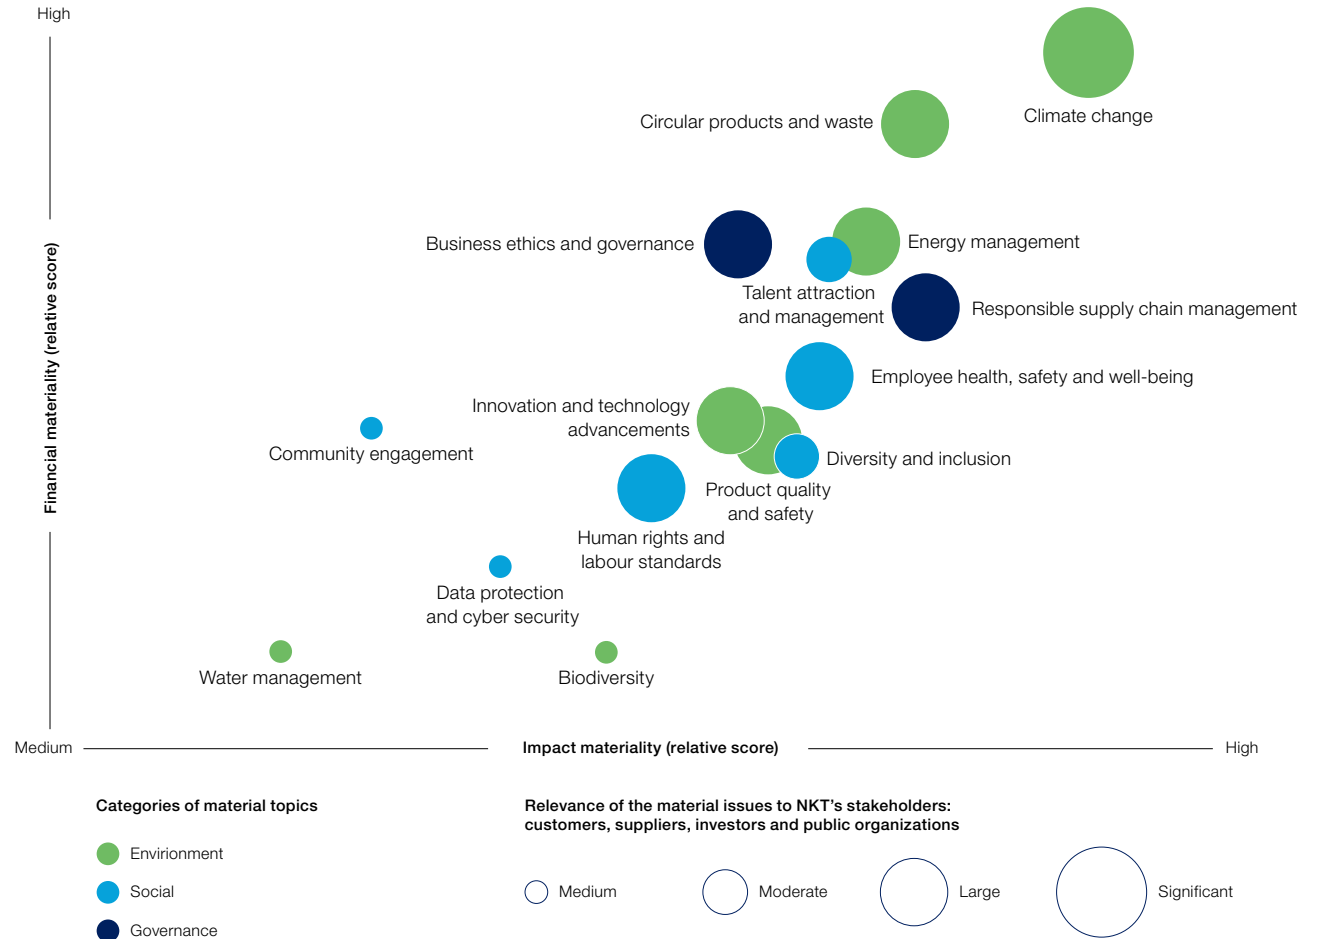 High
Climate change
Circular products and waste
Business ethics and governance
Energy management
Talent attraction
and management
Responsible supply chain management
Employee health, safety and well-being
Innovation and technology
advancements
Community engagement
Diversity and inclusion
Product quality
and safety
Human rights and
labour standards
Data protection
and cyber security
Water management
Biodiversity
Financial materiality (relative score)
Medium
Impact materiality (relative score)
High
Categories of material topics
Envirionment
Social
Governance
Relevance of the material issues to NKT's stakeholders:
customers, suppliers, investors and public organizations
Medium
Moderate
Large
Significant